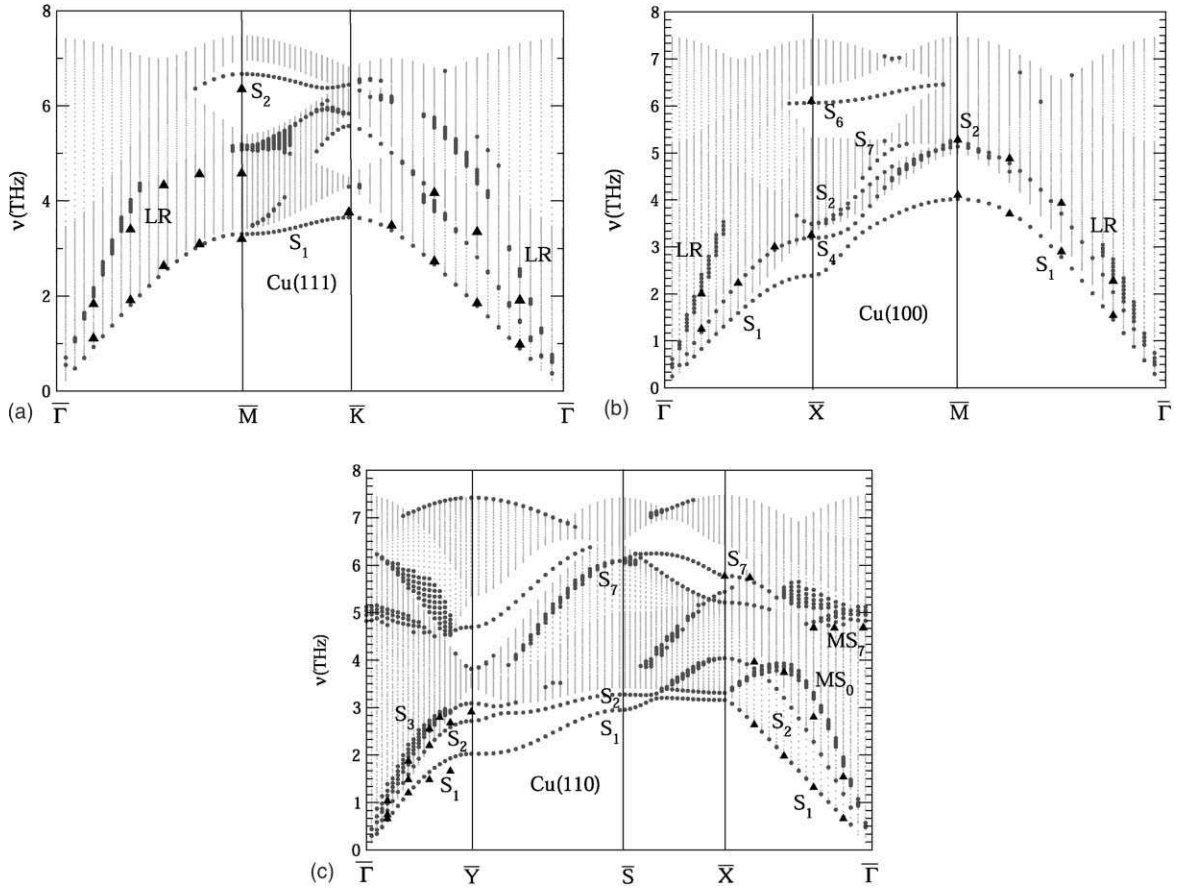 8
6
4
2
0
ν(THz)
LR
S2
S1
Cu(111)
LR
Γ̅
M̅
K̅
Γ̅
(a)
8
7
6
5
4
3
2
1
0
ν(THz)
LR
S1
S6
S7
S2
S4
S2
Cu(100)
LR
S1
Γ̅
X̅
M̅
Γ̅
(b)
8
7
6
5
4
3
2
1
0
ν(THz)
S3
S2
S1
S7
S2
S1
Cu(110)
S7
MS7
MS0
S2
S1
Γ̅
Y̅
S̅
X̅
Γ̅
(c)